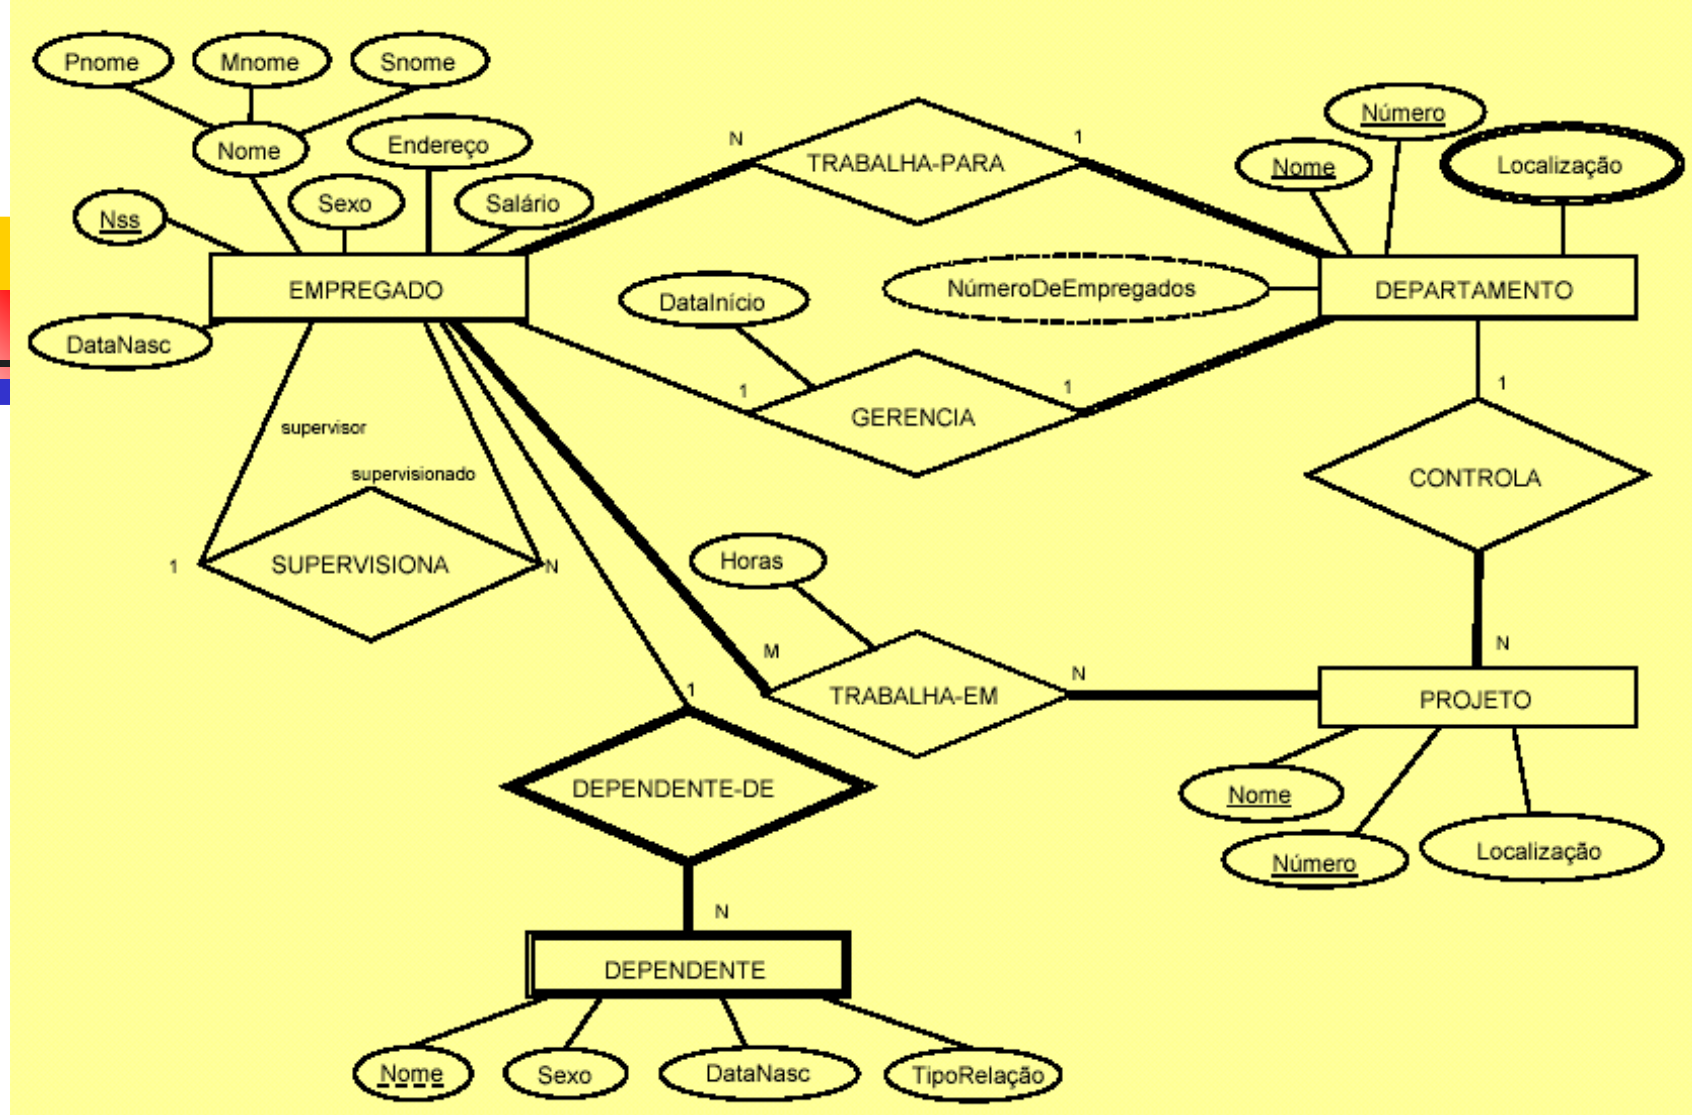 Pnome
Mnome
Snome
Nome
Endereço
Nss
Sexo
Salário
EMPREGADO
DataNasc
N
TRABALHA-PARA
1
Número
Nome
Localização
NúmeroDeEmpregados
DEPARTAMENTO
DataInício
1
GERENCIA
1
1
CONTROLA
N
supervisor
supervisionado
1
SUPERVISIONA
N
Horas
M
TRABALHA-EM
N
PROJETO
Nome
Número
Localização
1
DEPENDENTE-DE
N
DEPENDENTE
Nome
Sexo
DataNasc
TipoRelação